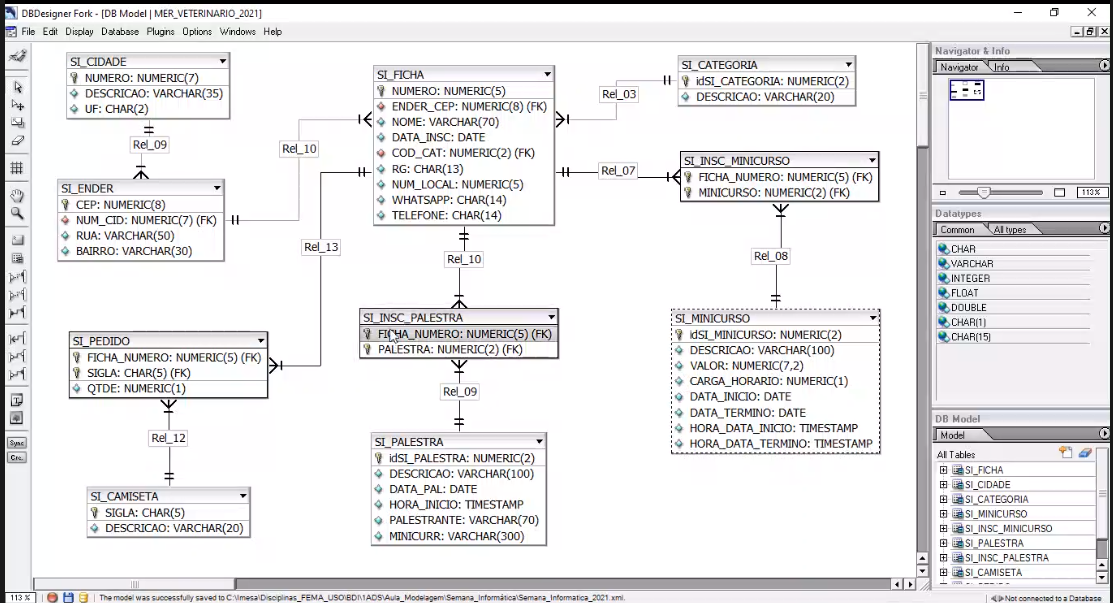 DBDesigner Fork - [DB Model | MER_VETERINARIO_2021]
File Edit Display Database Plugins Options Windows Help
SI_CIDADE
NUMERO: NUMERIC(7)
DESCRICAO: VARCHAR(35)
UF: CHAR(2)
Rel_09
SI_ENDER
CEP: NUMERIC(8)
NUM_CID: NUMERIC(7) (FK)
RUA: VARCHAR(50)
BAIRRO: VARCHAR(30)
Rel_10
SI_FICHA
NUMERO: NUMERIC(5)
ENDER_CEP: NUMERIC(8) (FK)
NOME: VARCHAR(70)
DATA_INSC: DATE
COD_CAT: NUMERIC(2) (FK)
RG: CHAR(13)
NUM_LOCAL: NUMERIC(5)
WHATSAPP: CHAR(14)
TELEFONE: CHAR(14)
Rel_03
SI_CATEGORIA
idSI_CATEGORIA: NUMERIC(2)
DESCRICAO: VARCHAR(20)
Rel_07
SI_INSC_MINICURSO
FICHA_NUMERO: NUMERIC(5) (FK)
MINICURSO: NUMERIC(2) (FK)
Rel_13
Rel_10
Rel_08
SI_PEDIDO
FICHA_NUMERO: NUMERIC(5) (FK)
SIGLA: CHAR(5) (FK)
QTDE: NUMERIC(1)
SI_INSC_PALESTRA
FICHA_NUMERO: NUMERIC(5) (FK)
PALESTRA: NUMERIC(2) (FK)
SI_MINICURSO
idSI_MINICURSO: NUMERIC(2)
DESCRICAO: VARCHAR(100)
VALOR: NUMERIC(7,2)
CARGA_HORARIO: NUMERIC(1)
DATA_INICIO: DATE
DATA_TERMINO: DATE
HORA_DATA_INICIO: TIMESTAMP
HORA_DATA_TERMINO: TIMESTAMP
Rel_12
Rel_09
SI_CAMISETA
SIGLA: CHAR(5)
DESCRICAO: VARCHAR(20)
SI_PALESTRA
idSI_PALESTRA: NUMERIC(2)
DESCRICAO: VARCHAR(100)
DATA_PAL: DATE
HORA_INICIO: TIMESTAMP
PALESTRANTE: VARCHAR(70)
MINICURR: VARCHAR(300)
Sync
Navigator & Info
Navigator Info
113%
Datatypes
Common All types
CHAR
VARCHAR
INTEGER
FLOAT
DOUBLE
CHAR(1)
CHAR(15)
DB Model
Model
All Tables
SI_FICHA
SI_CIDADE
SI_CATEGORIA
SI_MINICURSO
SI_INSC_MINICURSO
SI_PALESTRA
SI_INSC_PALESTRA
SI_CAMISETA
113 %
The model was successfully saved to C:\Imesa\Disciplinas_FEMA_USO\BDI\1ADS\Aula_Modelagem\Semana_Informática\Semana_Informatica_2021.xml.
Not connected to a Database